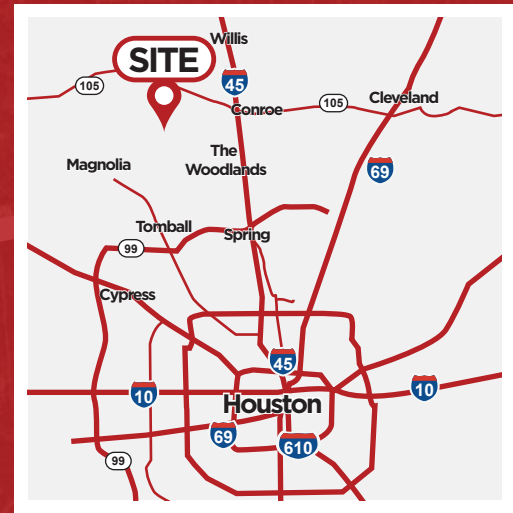 Willis
SITE
45
105
Conroe
105
Cleveland
The
Woodlands
Magnolia
69
Tomball
Spring
99
Cypress
45
10
10
Houston
69
610
99